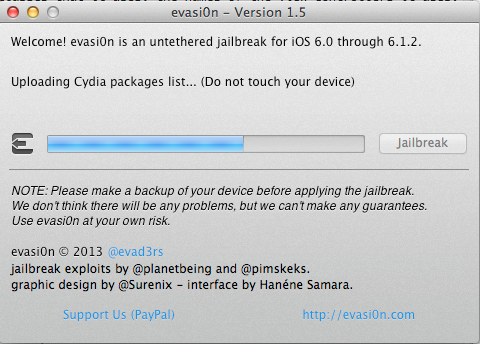 evasi0n - Version 1.5
Welcome! evasi0n is an untethered jailbreak for iOS 6.0 through 6.1.2.
Uploading Cydia packages list... (Do not touch your device)
Jailbreak
NOTE: Please make a backup of your device before applying the jailbreak.
We don't think there will be any problems, but we can't make any guarantees.
Use evasi0n at your own risk.
evasi0n © 2013 @evad3rs
jailbreak exploits by @planetbeing and @pimskeks.
graphic design by @Surenix - interface by Hanéne Samara.
Support Us (PayPal) http://evasi0n.com